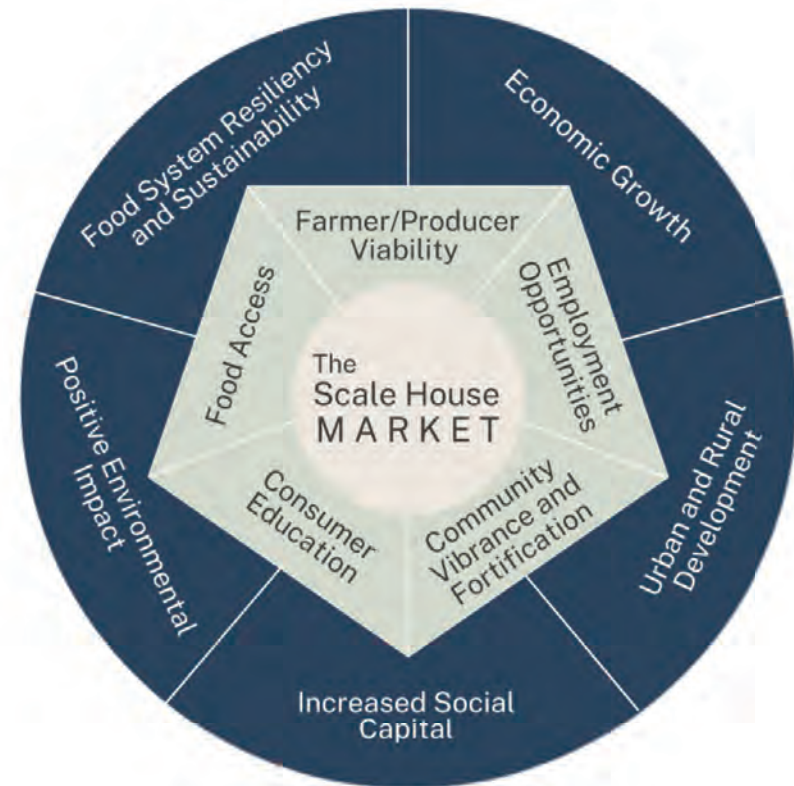 Food System Resiliency
and Sustainability
Economic Growth
Farmer/Producer
Viability
Food Access
Employment
Opportunities
The
Scale House
MARKET
Positive Environmental
Impact
Consumer
Education
Community
Vibrance and
Fortification
Urban and Rural
Development
Increased Social
Capital